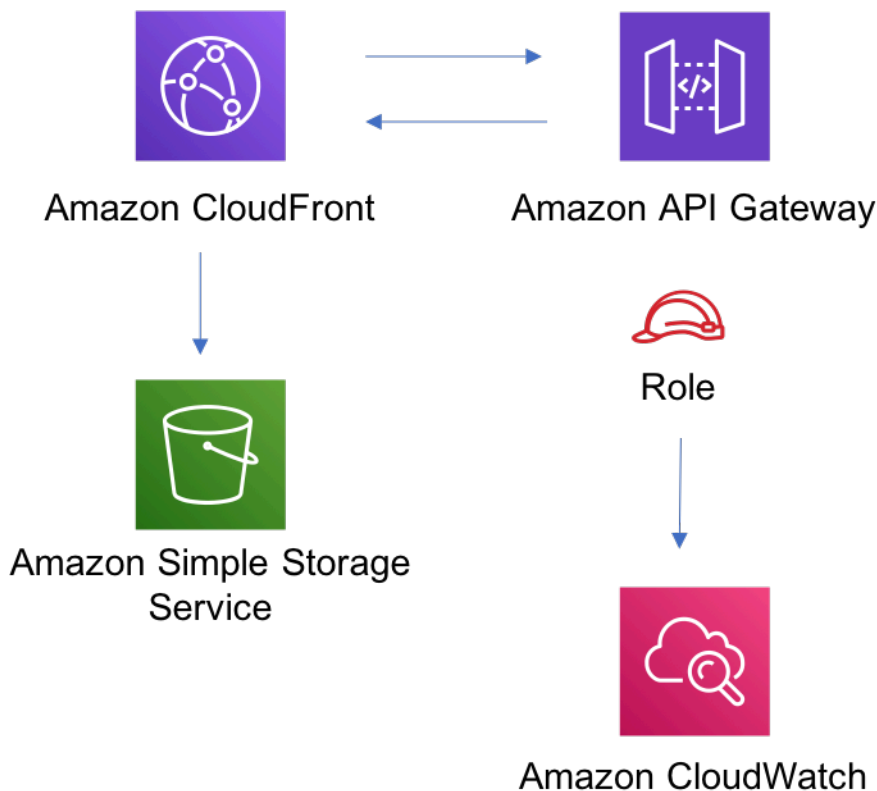 Amazon CloudFront
Amazon API Gateway
</>
Role
Amazon Simple Storage
Service
Amazon CloudWatch